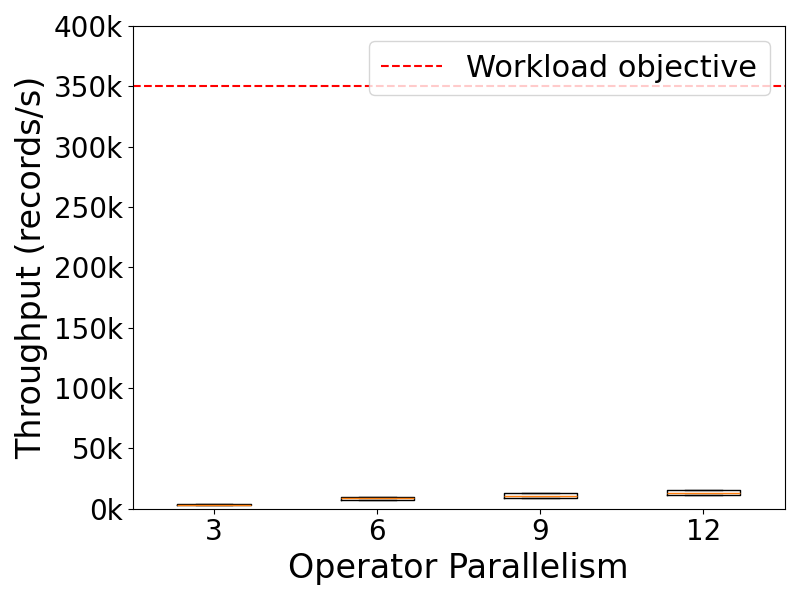 400k
Workload objective
350k
300k
250k
200k
150k
100k
50k
0k
Throughput (records/s)
3 6 9 12
Operator Parallelism